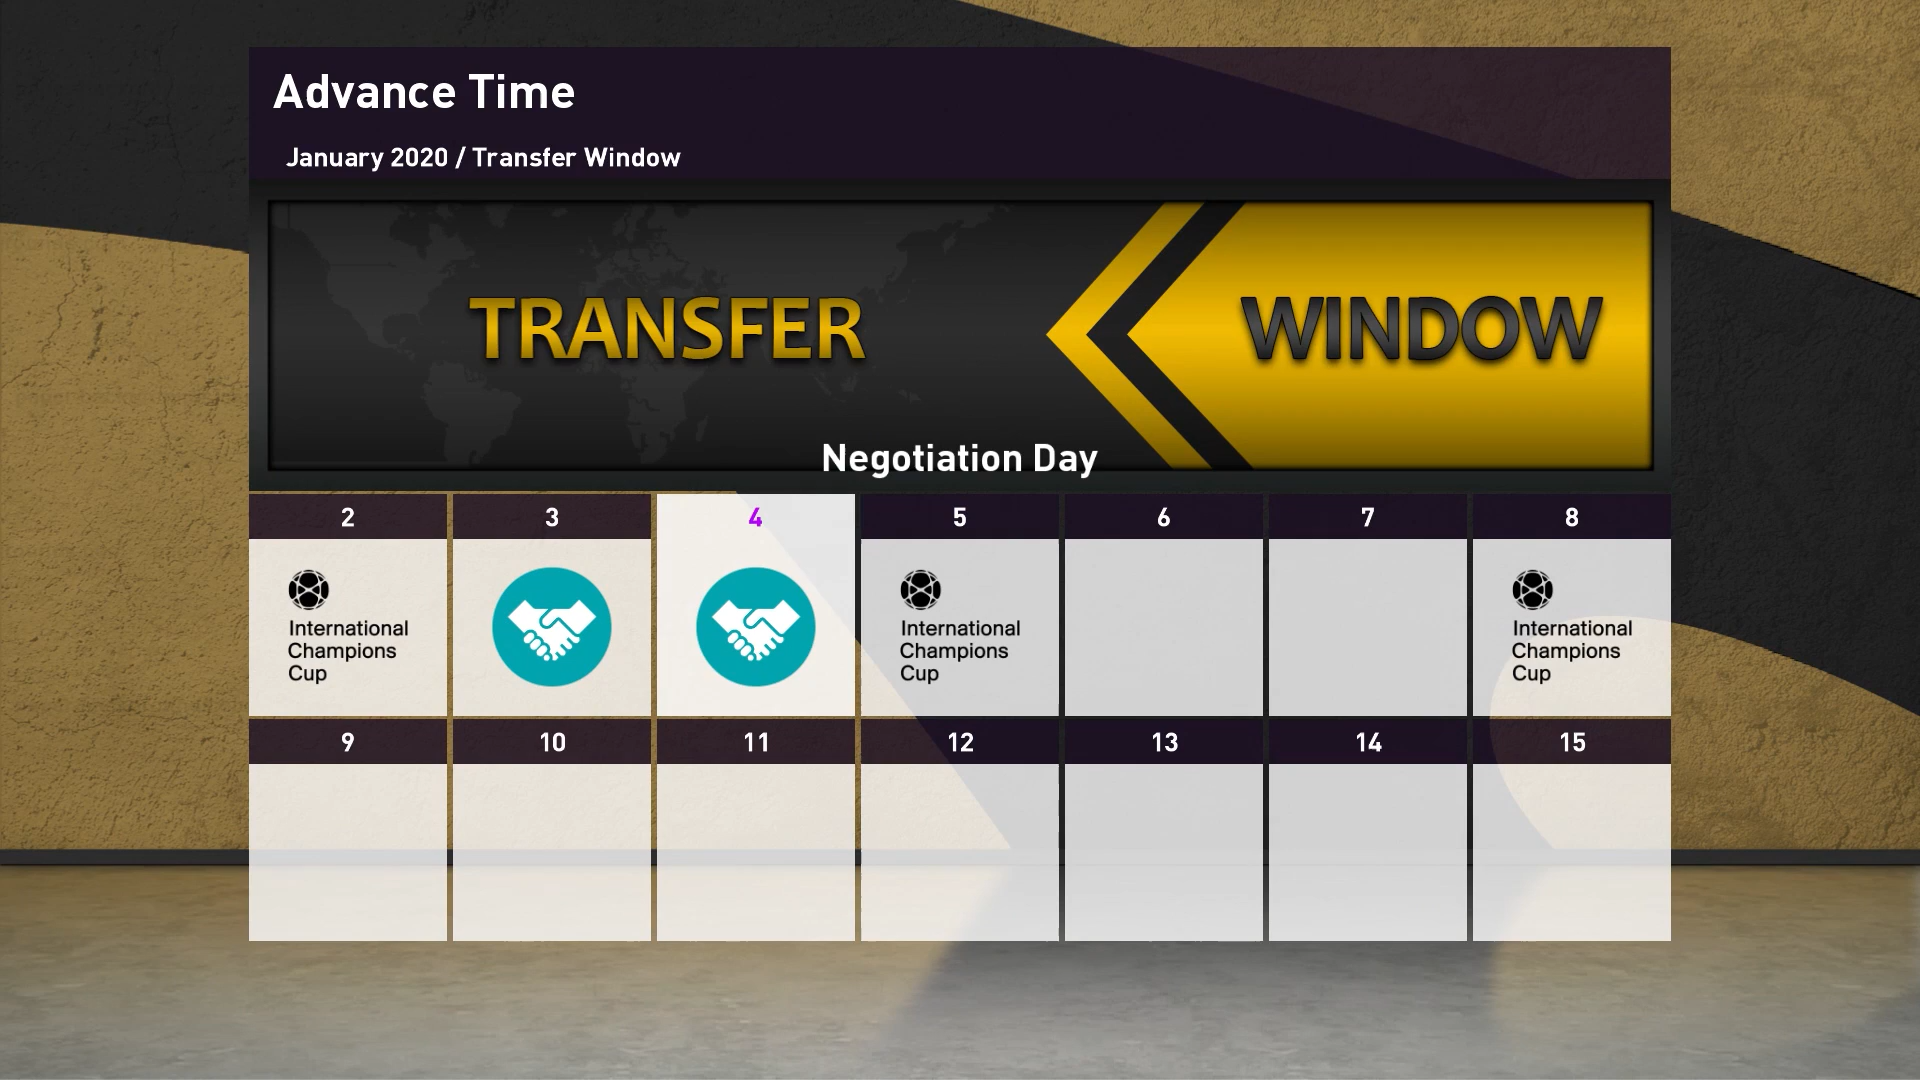 Advance Time
January 2020 / Transfer Window
TRANSFER WINDOW
Negotiation Day
2 3 4 5 6 7 8
International
Champions
Cup
International
Champions
Cup
International
Champions
Cup
9 10 11 12 13 14 15